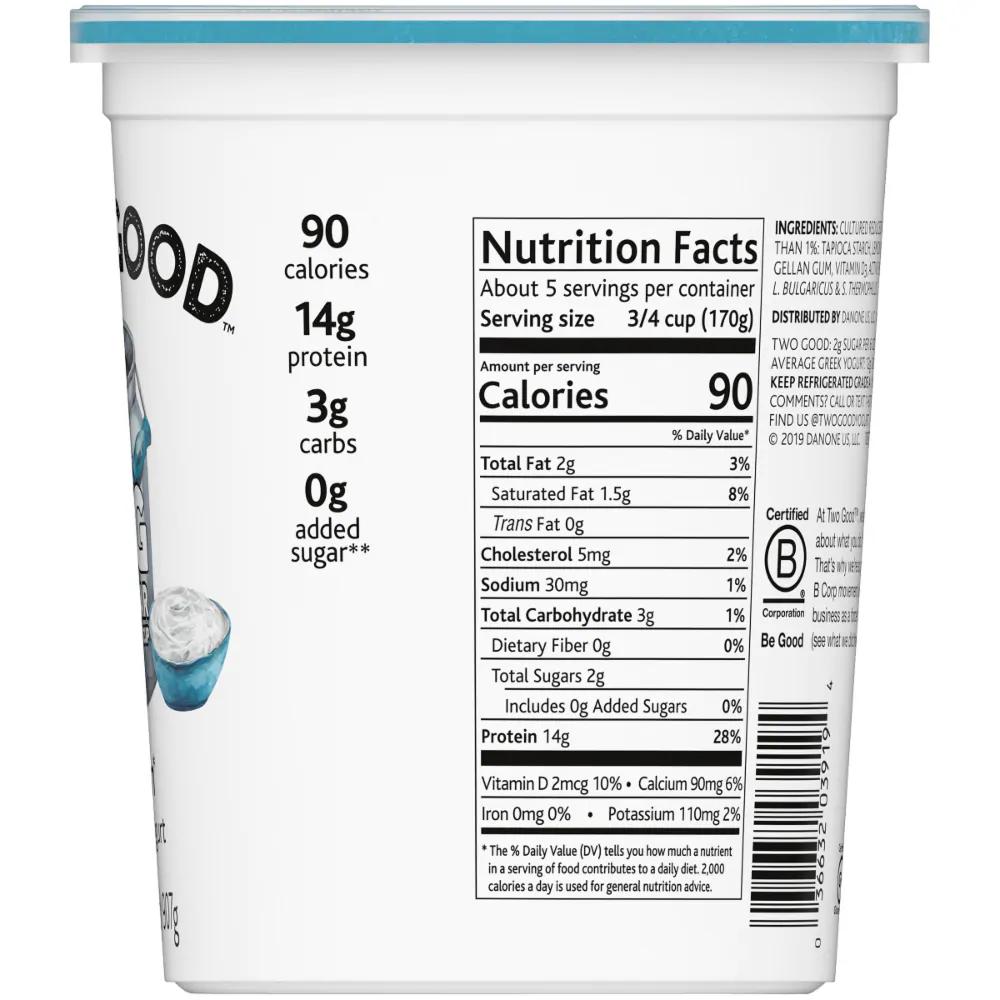 GOOD™
90
calories
14g
protein
3g
carbs
0g
added
sugar**
907g
Nutrition Facts
About 5 servings per container
Serving size 3/4 cup (170g)
Amount per serving
Calories 90
% Daily Value*
Total Fat 2g 3%
Saturated Fat 1.5g 8%
Trans Fat 0g
Cholesterol 5mg 2%
Sodium 30mg 1%
Total Carbohydrate 3g 1%
Dietary Fiber 0g 0%
Total Sugars 2g
Includes 0g Added Sugars 0%
Protein 14g 28%
Vitamin D 2mcg 10% • Calcium 90mg 6%
Iron 0mg 0% • Potassium 110mg 2%
* The % Daily Value (DV) tells you how much a nutrient
in a serving of food contributes to a daily diet. 2,000
calories a day is used for general nutrition advice.
INGREDIENTS: CULTURED
THAN 1%: TAPIOCA STARCH,
GELLAN GUM, VITAMIN D3,
L. BULGARICUS & S.
DISTRIBUTED BY DANONE US,
TWO GOOD: 2g SUGAR PER
AVERAGE GREEK YOGURT:
KEEP REFRIGERATED
COMMENTS? CALL OR TEXT
FIND US @TWOGOODYOGURT
© 2019 DANONE US, LLC
Certified
B®
Corporation
At Two Good™
about what you
That's why
B Corp
business as a
Be Good (see what we
0 36632 03919 4